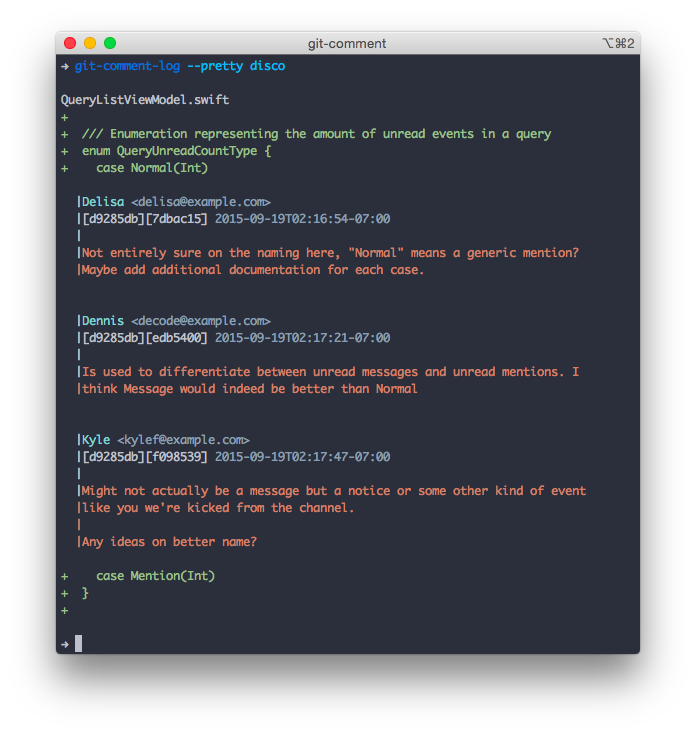 git-comment
⌥⌘2
➜ git-comment-log --pretty disco
QueryListViewModel.swift
+
+ /// Enumeration representing the amount of unread events in a query
+ enum QueryUnreadCountType {
+ case Normal(Int)
|Delisa <delisa@example.com>
|[d9285db][7dbac15] 2015-09-19T02:16:54-07:00
|
|Not entirely sure on the naming here, "Normal" means a generic mention?
|Maybe add additional documentation for each case.
|Dennis <decode@example.com>
|[d9285db][edb5400] 2015-09-19T02:17:21-07:00
|
|Is used to differentiate between unread messages and unread mentions. I
|think Message would indeed be better than Normal
|Kyle <kylef@example.com>
|[d9285db][f098539] 2015-09-19T02:17:47-07:00
|
|Might not actually be a message but a notice or some other kind of event
|like you we're kicked from the channel.
|
|Any ideas on better name?
+ case Mention(Int)
+ }
+
➜